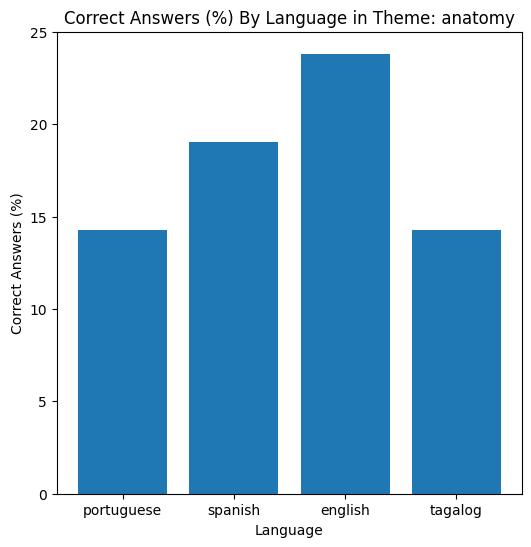 Correct Answers (%) By Language in Theme: anatomy
25
20
15
10
5
0
Correct Answers (%)
portuguese spanish english tagalog
Language